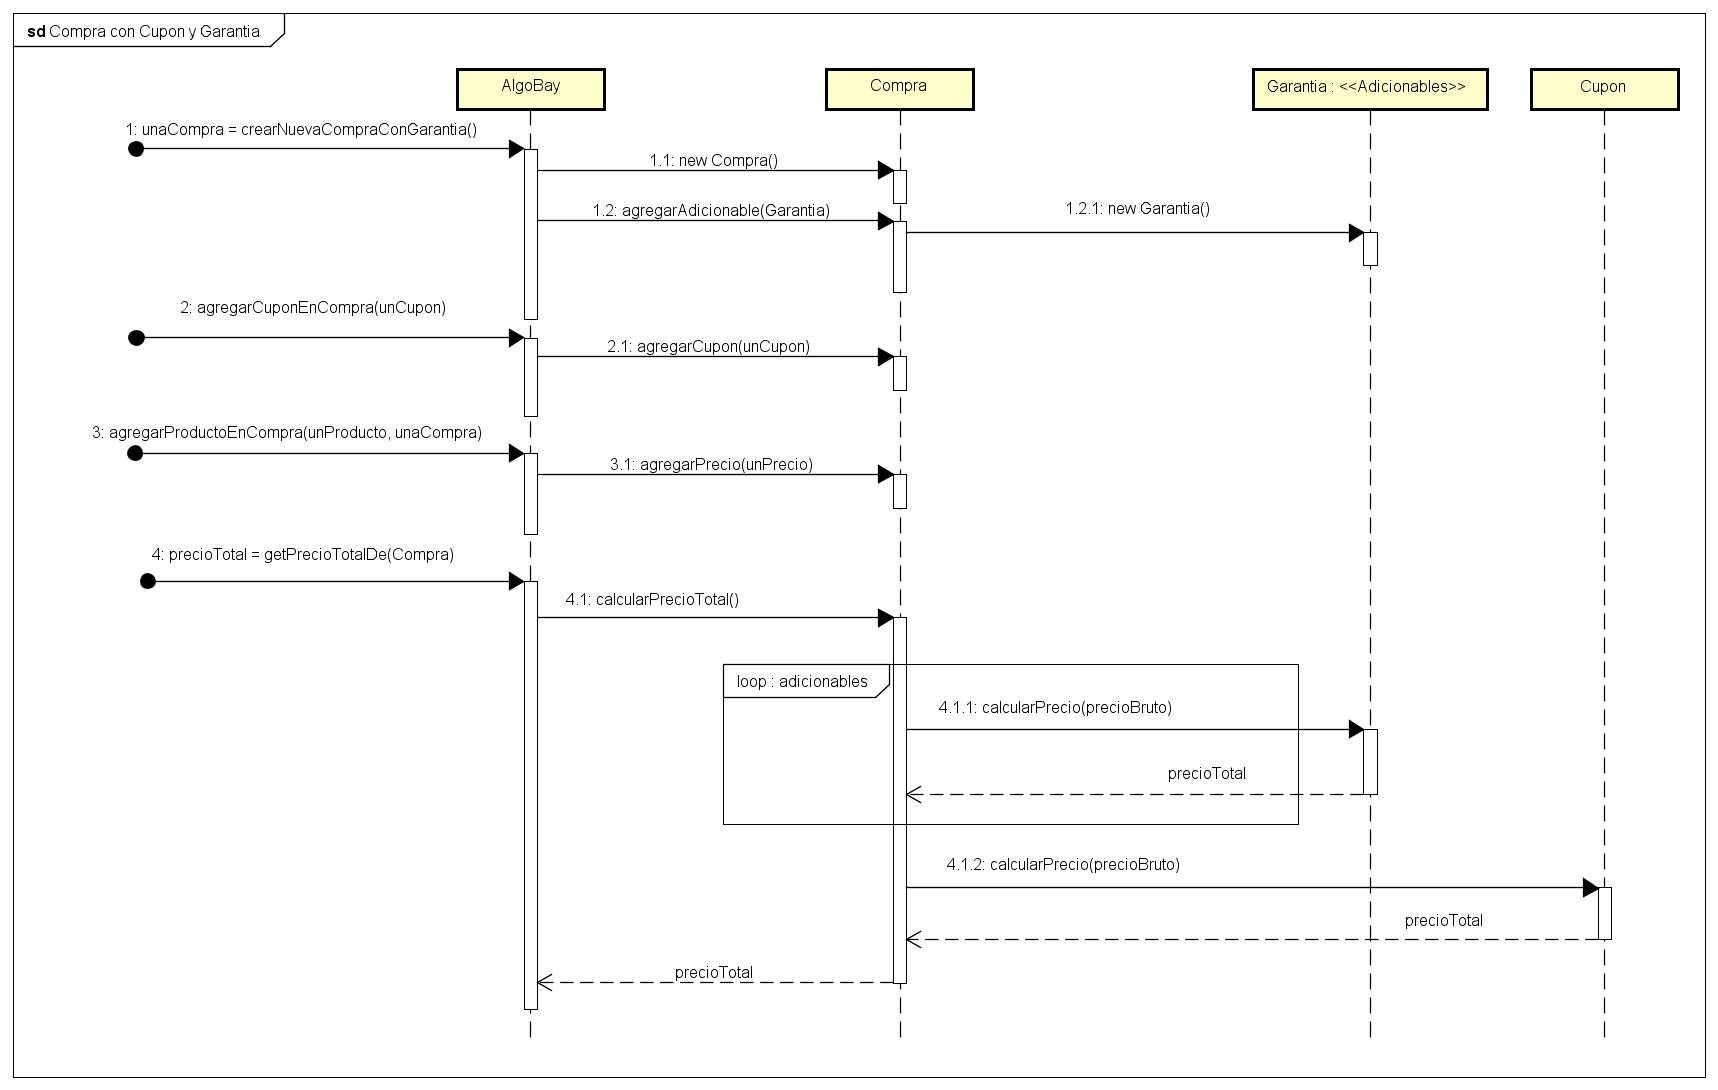 sd Compra con Cupon y Garantia
AlgoBay
Compra
Garantia : <<Adicionables>>
Cupon
1: unaCompra = crearNuevaCompraConGarantia()
1.1: new Compra()
1.2: agregarAdicionable(Garantia)
1.2.1: new Garantia()
2: agregarCuponEnCompra(unCupon)
2.1: agregarCupon(unCupon)
3: agregarProductoEnCompra(unProducto, unaCompra)
3.1: agregarPrecio(unPrecio)
4: precioTotal = getPrecioTotalDe(Compra)
4.1: calcularPrecioTotal()
loop : adicionables
4.1.1: calcularPrecio(precioBruto)
precioTotal
4.1.2: calcularPrecio(precioBruto)
precioTotal
precioTotal